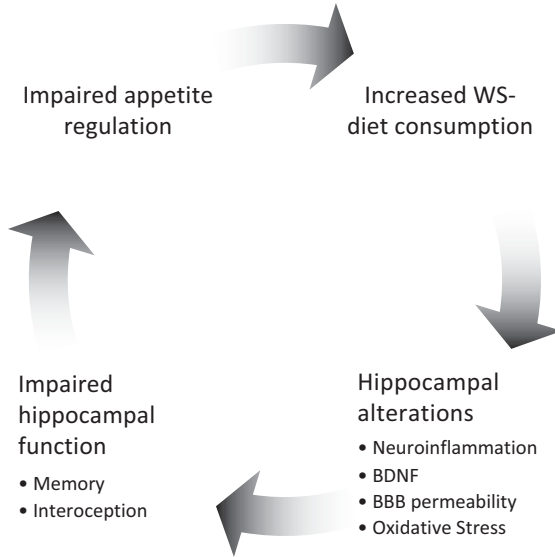 Impaired appetite
regulation
Increased WS-
diet consumption
Hippocampal
alterations
• Neuroinflammation
• BDNF
• BBB permeability
• Oxidative Stress
Impaired
hippocampal
function
• Memory
• Interoception